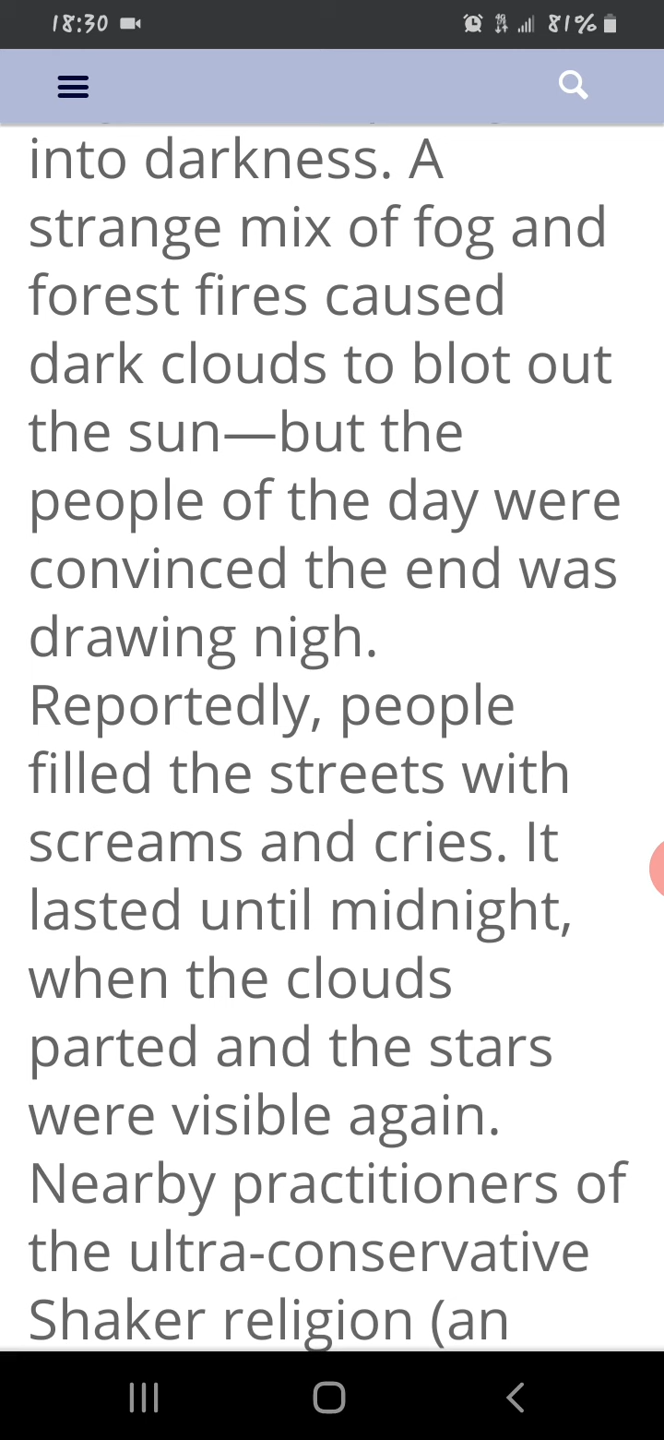 18:30
81%
into darkness. A
strange mix of fog and
forest fires caused
dark clouds to blot out
the sun—but the
people of the day were
convinced the end was
drawing nigh.
Reportedly, people
filled the streets with
screams and cries. It
lasted until midnight,
when the clouds
parted and the stars
were visible again.
Nearby practitioners of
the ultra-conservative
Shaker religion (an